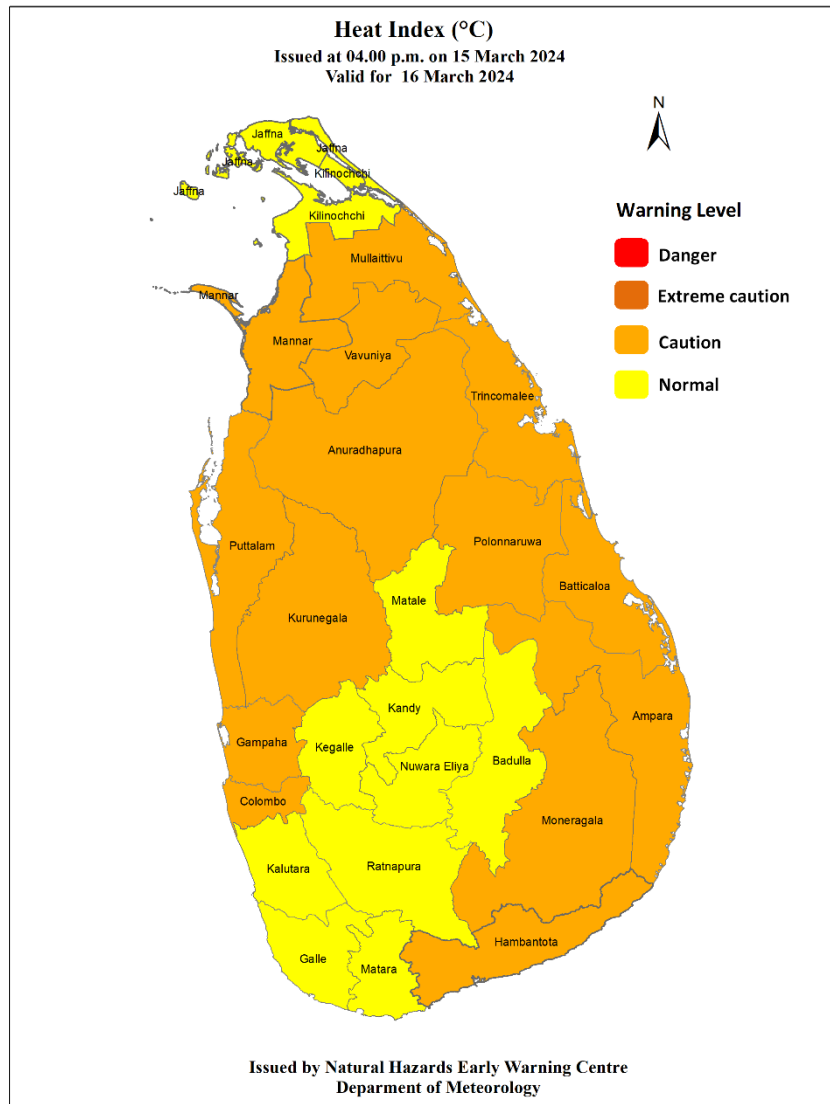 Heat Index (°C)
Issued at 04.00 p.m. on 15 March 2024
Valid for 16 March 2024
N
Jaffna
Jaffna
Jaffna
Kilinochchi
Jaffna
Kilinochchi
Warning Level
Mullaittivu
Danger
Mannar
Extreme caution
Mannar
Caution
Vavuniya
Normal
Trincomalee
Anuradhapura
Puttalam
Polonnaruwa
Batticaloa
Matale
Kurunegala
Kandy
Ampara
Gampaha
Kegalle
Badulla
Nuwara Eliya
Colombo
Moneragala
Kalutara
Ratnapura
Hambantota
Galle
Matara
Issued by Natural Hazards Early Warning Centre
Deparment of Meteorology